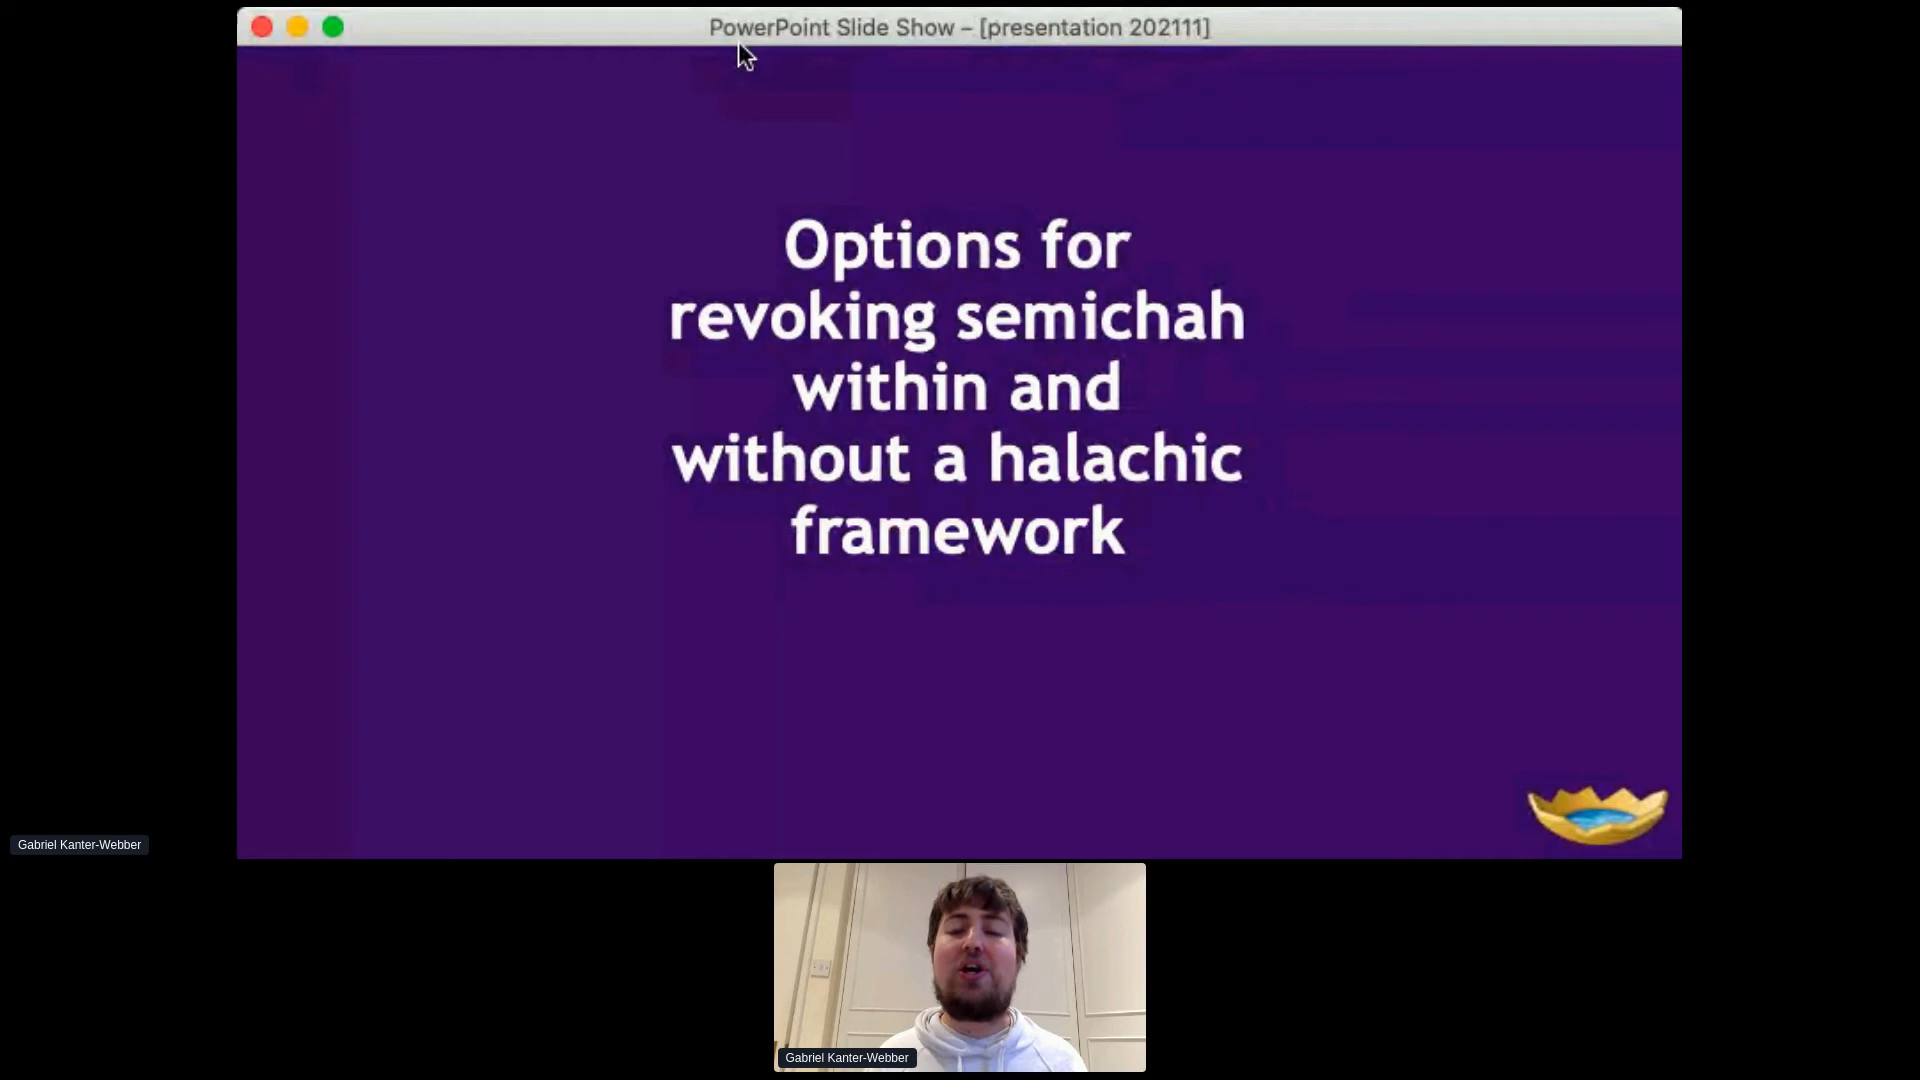 PowerPoint Slide Show – [presentation 202111]
Options for
revoking semichah
within and
without a halachic
framework
Gabriel Kanter-Webber
Gabriel Kanter-Webber